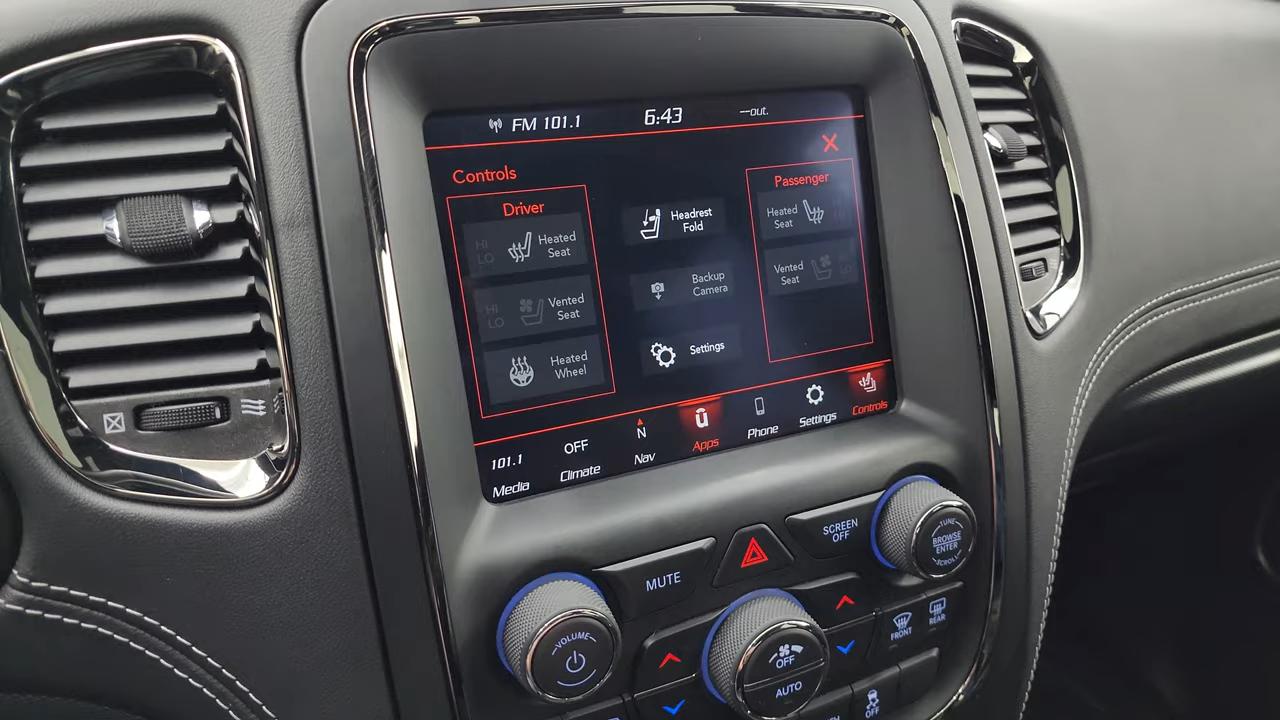 FM 101.1
6:43
--out.
Controls
Driver
HI
LO
Heated
Seat
HI
LO
Vented
Seat
Heated
Wheel
Headrest
Fold
Backup
Camera
Settings
Passenger
Heated
Seat
Vented
Seat
LO
101.1
Media
OFF
Climate
N
Nav
ū
Apps
Phone
Settings
Controls
MUTE
SCREEN
OFF
VOLUME
TUNE
BROWSE
ENTER
SCROLL
OFF
AUTO
FRONT
REAR
OFF